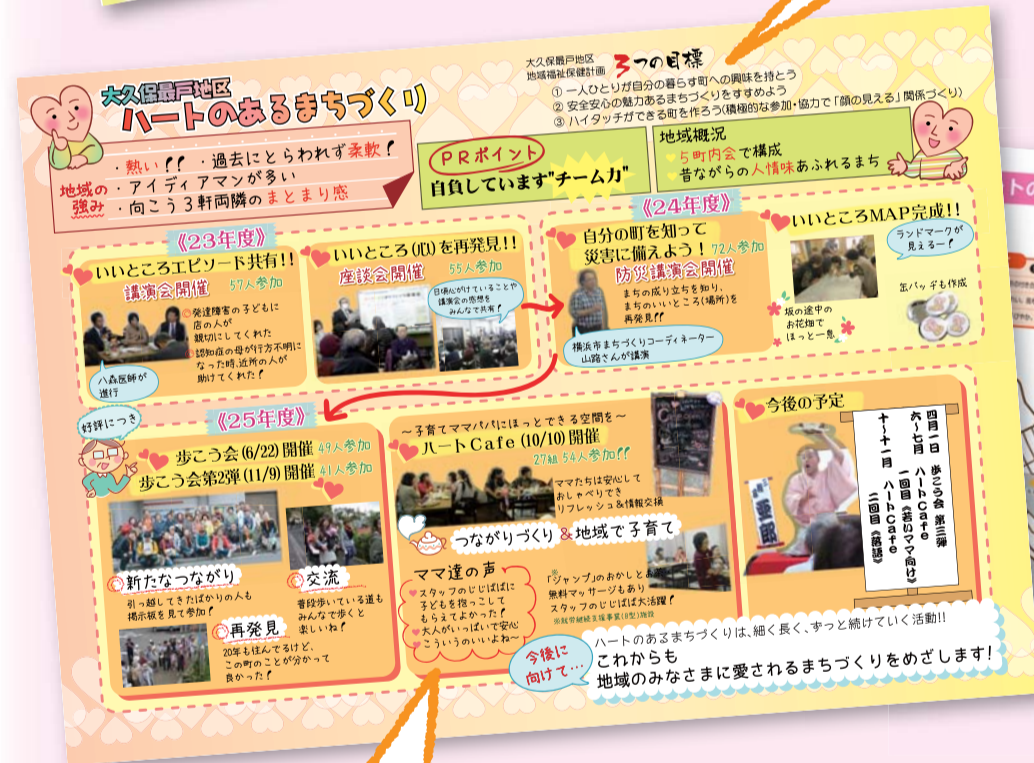 大久保最戸地区
ハートのあるまちづくり
大久保最戸地区
地域福祉保健計画 3つの目標
① 一人ひとりが自分の暮らす町への興味を持とう
② 安全安心の魅力あるまちづくりをすすめよう
③ ハイタッチができる町を作ろう(積極的な参加・協力で「顔の見える」関係づくり)
地域の
強み
・熱い!! ・過去にとらわれず柔軟!
・アイディアマンが多い
・向こう3軒両隣のまとまり感
PRポイント
自負しています"チーム力"
地域概況
5町内会で構成
昔ながらの人情味あふれるまち
《23年度》
いいところエピソード共有!!
講演会開催 57人参加
◎発達障害の子どもに
店の人が
親切にしてくれた
◎認知症の母が行方不明に
なった時、近所の人が
助けてくれた!
八森医師が
進行
いいところ(心)を再発見!!
座談会開催 55人参加
日頃心がけていることや
講演会の感想を
みんなで共有!
《24年度》
自分の町を知って
災害に備えよう! 72人参加
防災講演会開催
まちの成り立ちを知り、
まちのいいところ(場所)を
再発見!!
横浜市まちづくりコーディネーター
山路さんが講演
いいところMAP完成!!
ランドマークが
見えるー!
缶バッヂも作成
坂の途中の
お花畑で
ほっと一息
《25年度》
好評につき
歩こう会(6/22)開催 49人参加
歩こう会第2弾(11/9)開催 41人参加
◎新たなつながり
引っ越してきたばかりの人も
掲示板を見て参加!
◎交流
普段歩いている道も
みんなで歩くと
楽しいね!
◎再発見
20年も住んでるけど、
この町のことが分かって
良かった!
~子育てママパパにほっとできる空間を~
ハートCafe(10/10)開催
27組 54人参加!!
ママたちは安心して
おしゃべりでき
リフレッシュ&情報交換
つながりづくり&地域で子育て
ママ達の声
スタッフのじじばばに
子どもを抱っこして
もらえてよかった!
大人がいっぱいで安心
こういうのいいよね~
※
「ジャンプ」のおかしと
無料マッサージもあり
スタッフのじじばば大活躍!
※就労継続支援事業(B型)施設
今後の予定
四月一日 歩こう会 第三弾
六~七月 ハートCafe
一回目《若いママ向け》
十~十一月 ハートCafe
二回目《落語》
今後に
向けて…
ハートのあるまちづくりは、細く長く、ずっと続けていく活動!!
これからも
地域のみなさまに愛されるまちづくりをめざします!